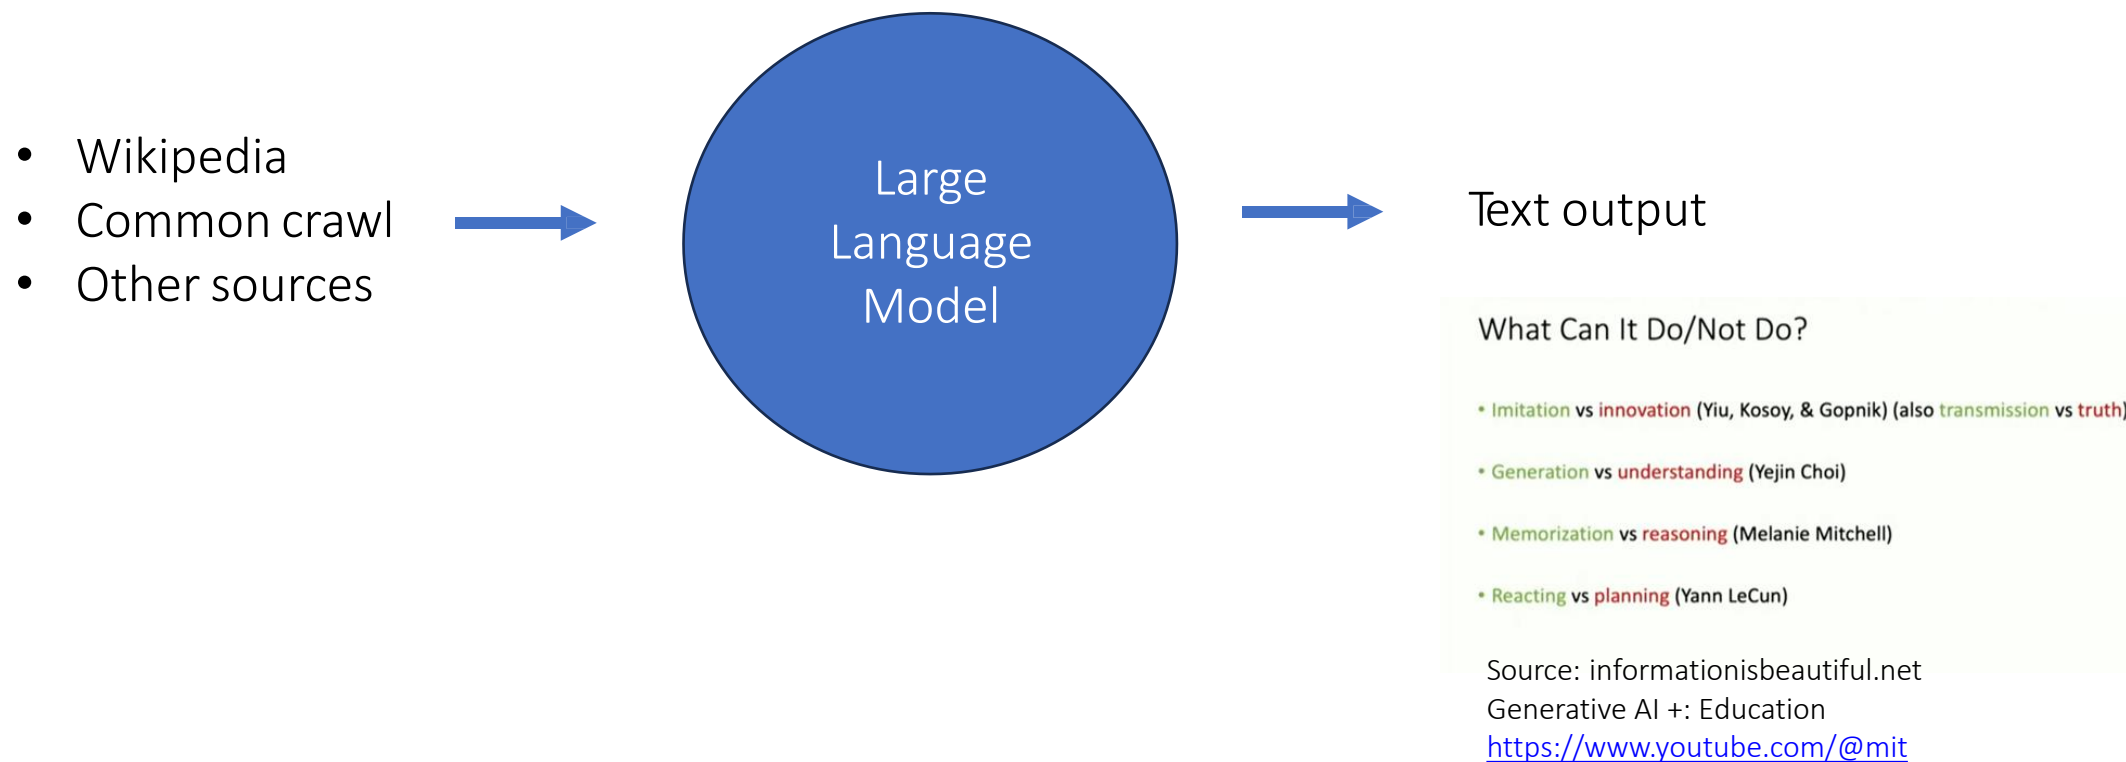 • Wikipedia
• Common crawl
• Other sources
Large
Language
Model
Text output
What Can It Do/Not Do?
• Imitation vs innovation (Yiu, Kosoy, & Gopnik) (also transmission vs truth)
• Generation vs understanding (Yejin Choi)
• Memorization vs reasoning (Melanie Mitchell)
• Reacting vs planning (Yann LeCun)
Source: informationisbeautiful.net
Generative AI +: Education
https://www.youtube.com/@mit